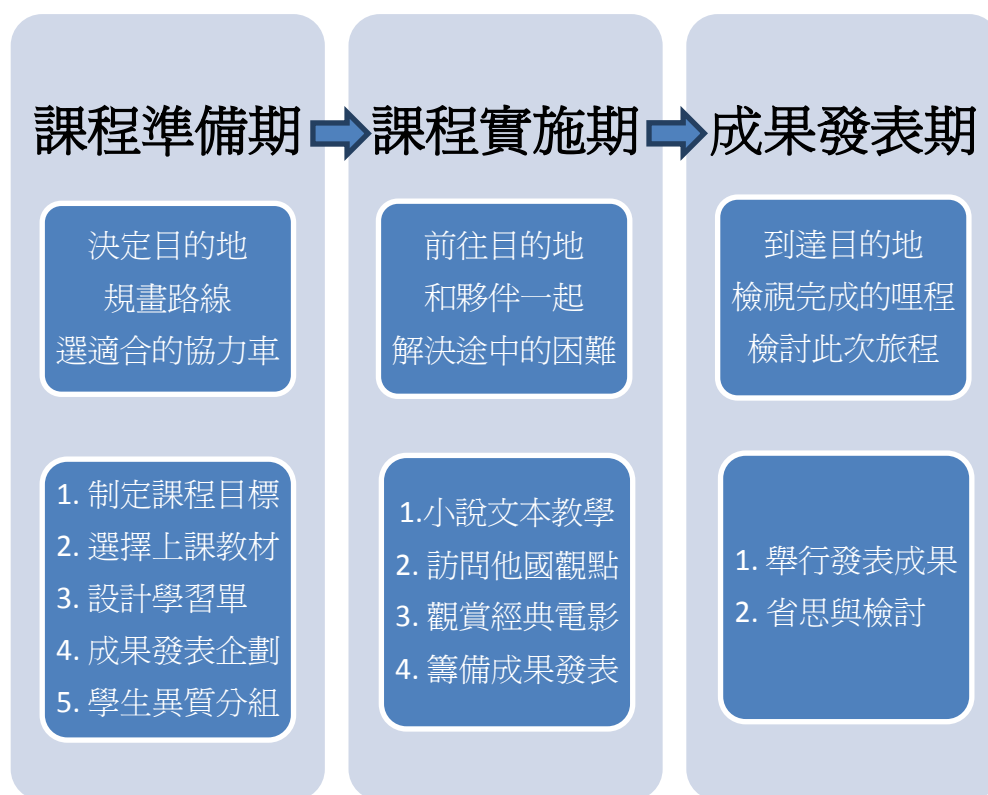 課程準備期
決定目的地
規畫路線
選適合的協力車
1. 制定課程目標
2. 選擇上課教材
3. 設計學習單
4. 成果發表企劃
5. 學生異質分組
課程實施期
前往目的地
和夥伴一起
解決途中的困難
1.小說文本教學
2. 訪問他國觀點
3. 觀賞經典電影
4. 籌備成果發表
成果發表期
到達目的地
檢視完成的哩程
檢討此次旅程
1. 舉行發表成果
2. 省思與檢討